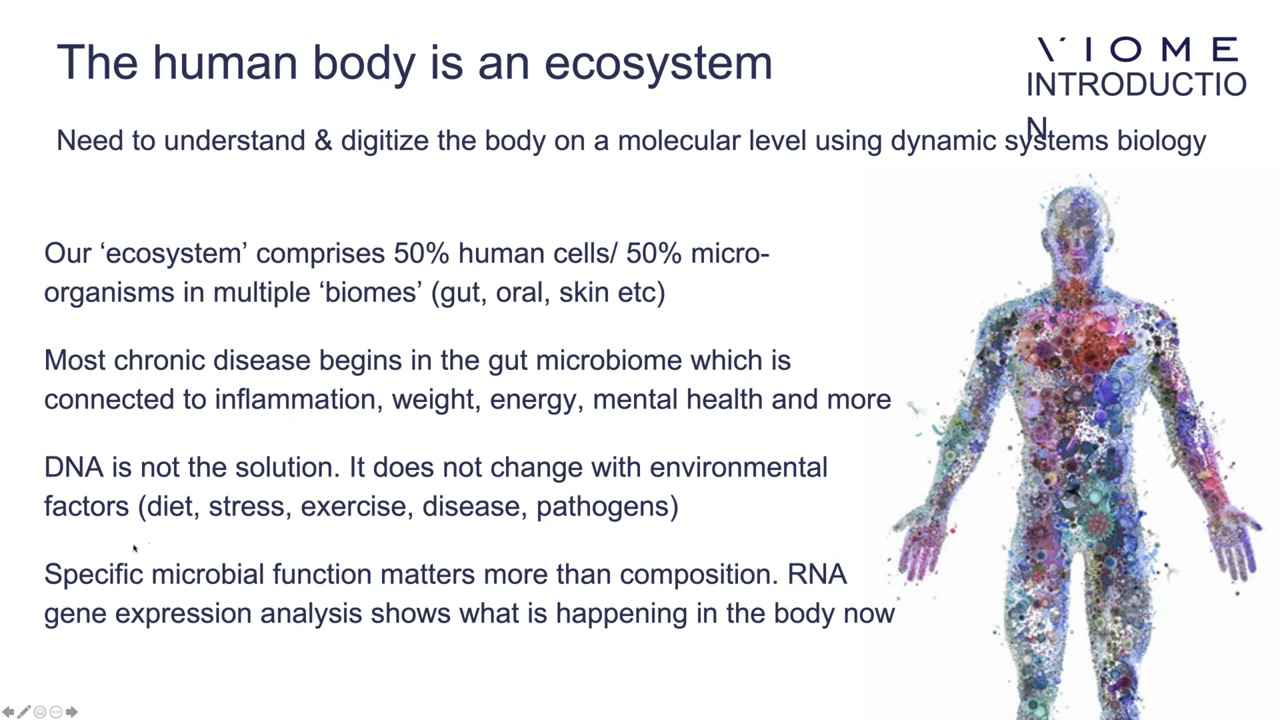 The human body is an ecosystem
VIOME
INTRODUCTIO
N
Need to understand & digitize the body on a molecular level using dynamic systems biology
Our ‘ecosystem’ comprises 50% human cells/ 50% micro-
organisms in multiple ‘biomes’ (gut, oral, skin etc)
Most chronic disease begins in the gut microbiome which is
connected to inflammation, weight, energy, mental health and more
DNA is not the solution. It does not change with environmental
factors (diet, stress, exercise, disease, pathogens)
Specific microbial function matters more than composition. RNA
gene expression analysis shows what is happening in the body now